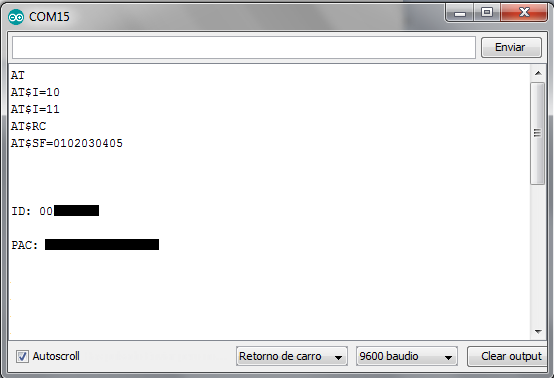 COM15
Enviar
AT
AT$I=10
AT$I=11
AT$RC
AT$SF=0102030405
ID: 00
PAC:
Autoscroll
Retorno de carro
9600 baudio
Clear output